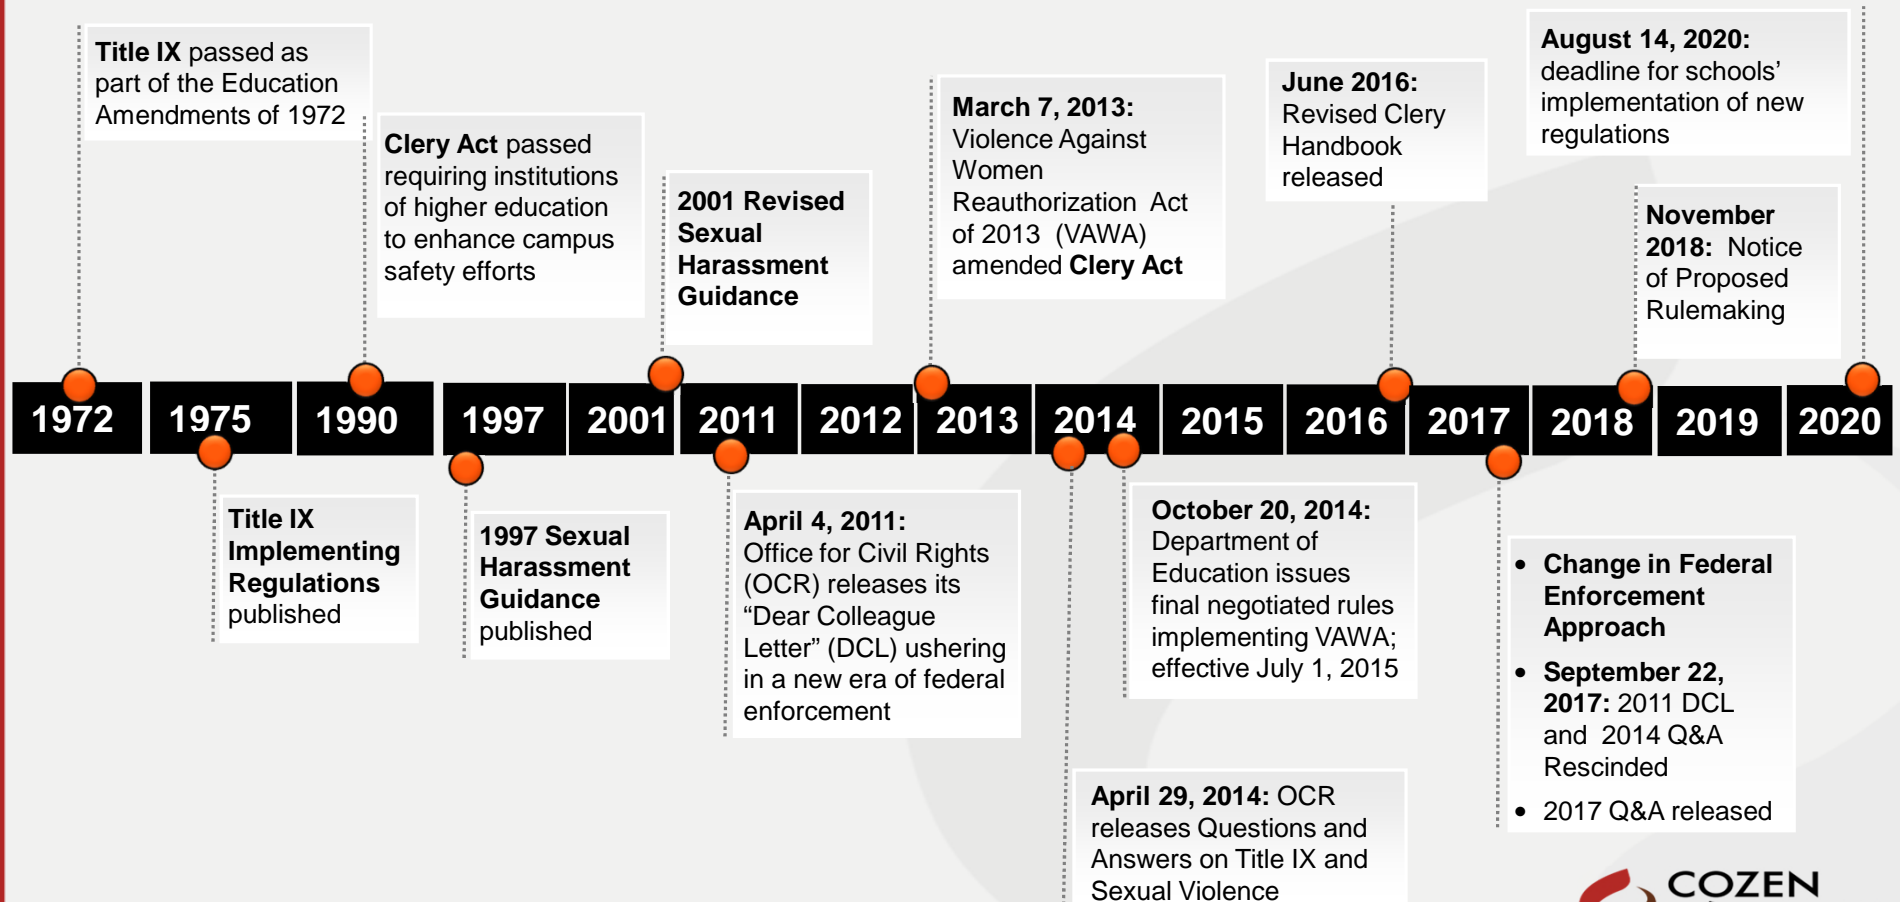 Title IX passed as
part of the Education
Amendments of 1972
Clery Act passed
requiring institutions
of higher education
to enhance campus
safety efforts
2001 Revised
Sexual
Harassment
Guidance
March 7, 2013:
Violence Against
Women
Reauthorization Act
of 2013 (VAWA)
amended Clery Act
June 2016:
Revised Clery
Handbook
released
August 14, 2020:
deadline for schools’
implementation of new
regulations
November
2018: Notice
of Proposed
Rulemaking
1972 1975 1990 1997 2001 2011 2012 2013 2014 2015 2016 2017 2018 2019 2020
Title IX
Implementing
Regulations
published
1997 Sexual
Harassment
Guidance
published
April 4, 2011:
Office for Civil Rights
(OCR) releases its
“Dear Colleague
Letter” (DCL) ushering
in a new era of federal
enforcement
October 20, 2014:
Department of
Education issues
final negotiated rules
implementing VAWA;
effective July 1, 2015
April 29, 2014: OCR
releases Questions and
Answers on Title IX and
Sexual Violence
• Change in Federal
Enforcement
Approach
• September 22,
2017: 2011 DCL
and 2014 Q&A
Rescinded
• 2017 Q&A released
COZEN